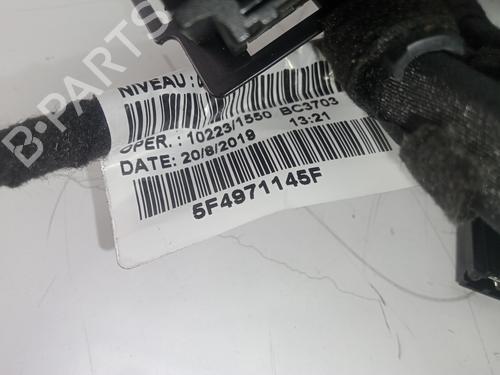 B-PARTS
NIVEAU :
OPER. : 10223/1550 BC3703
DATE: 20/8/2019 13:21
5F4971145F